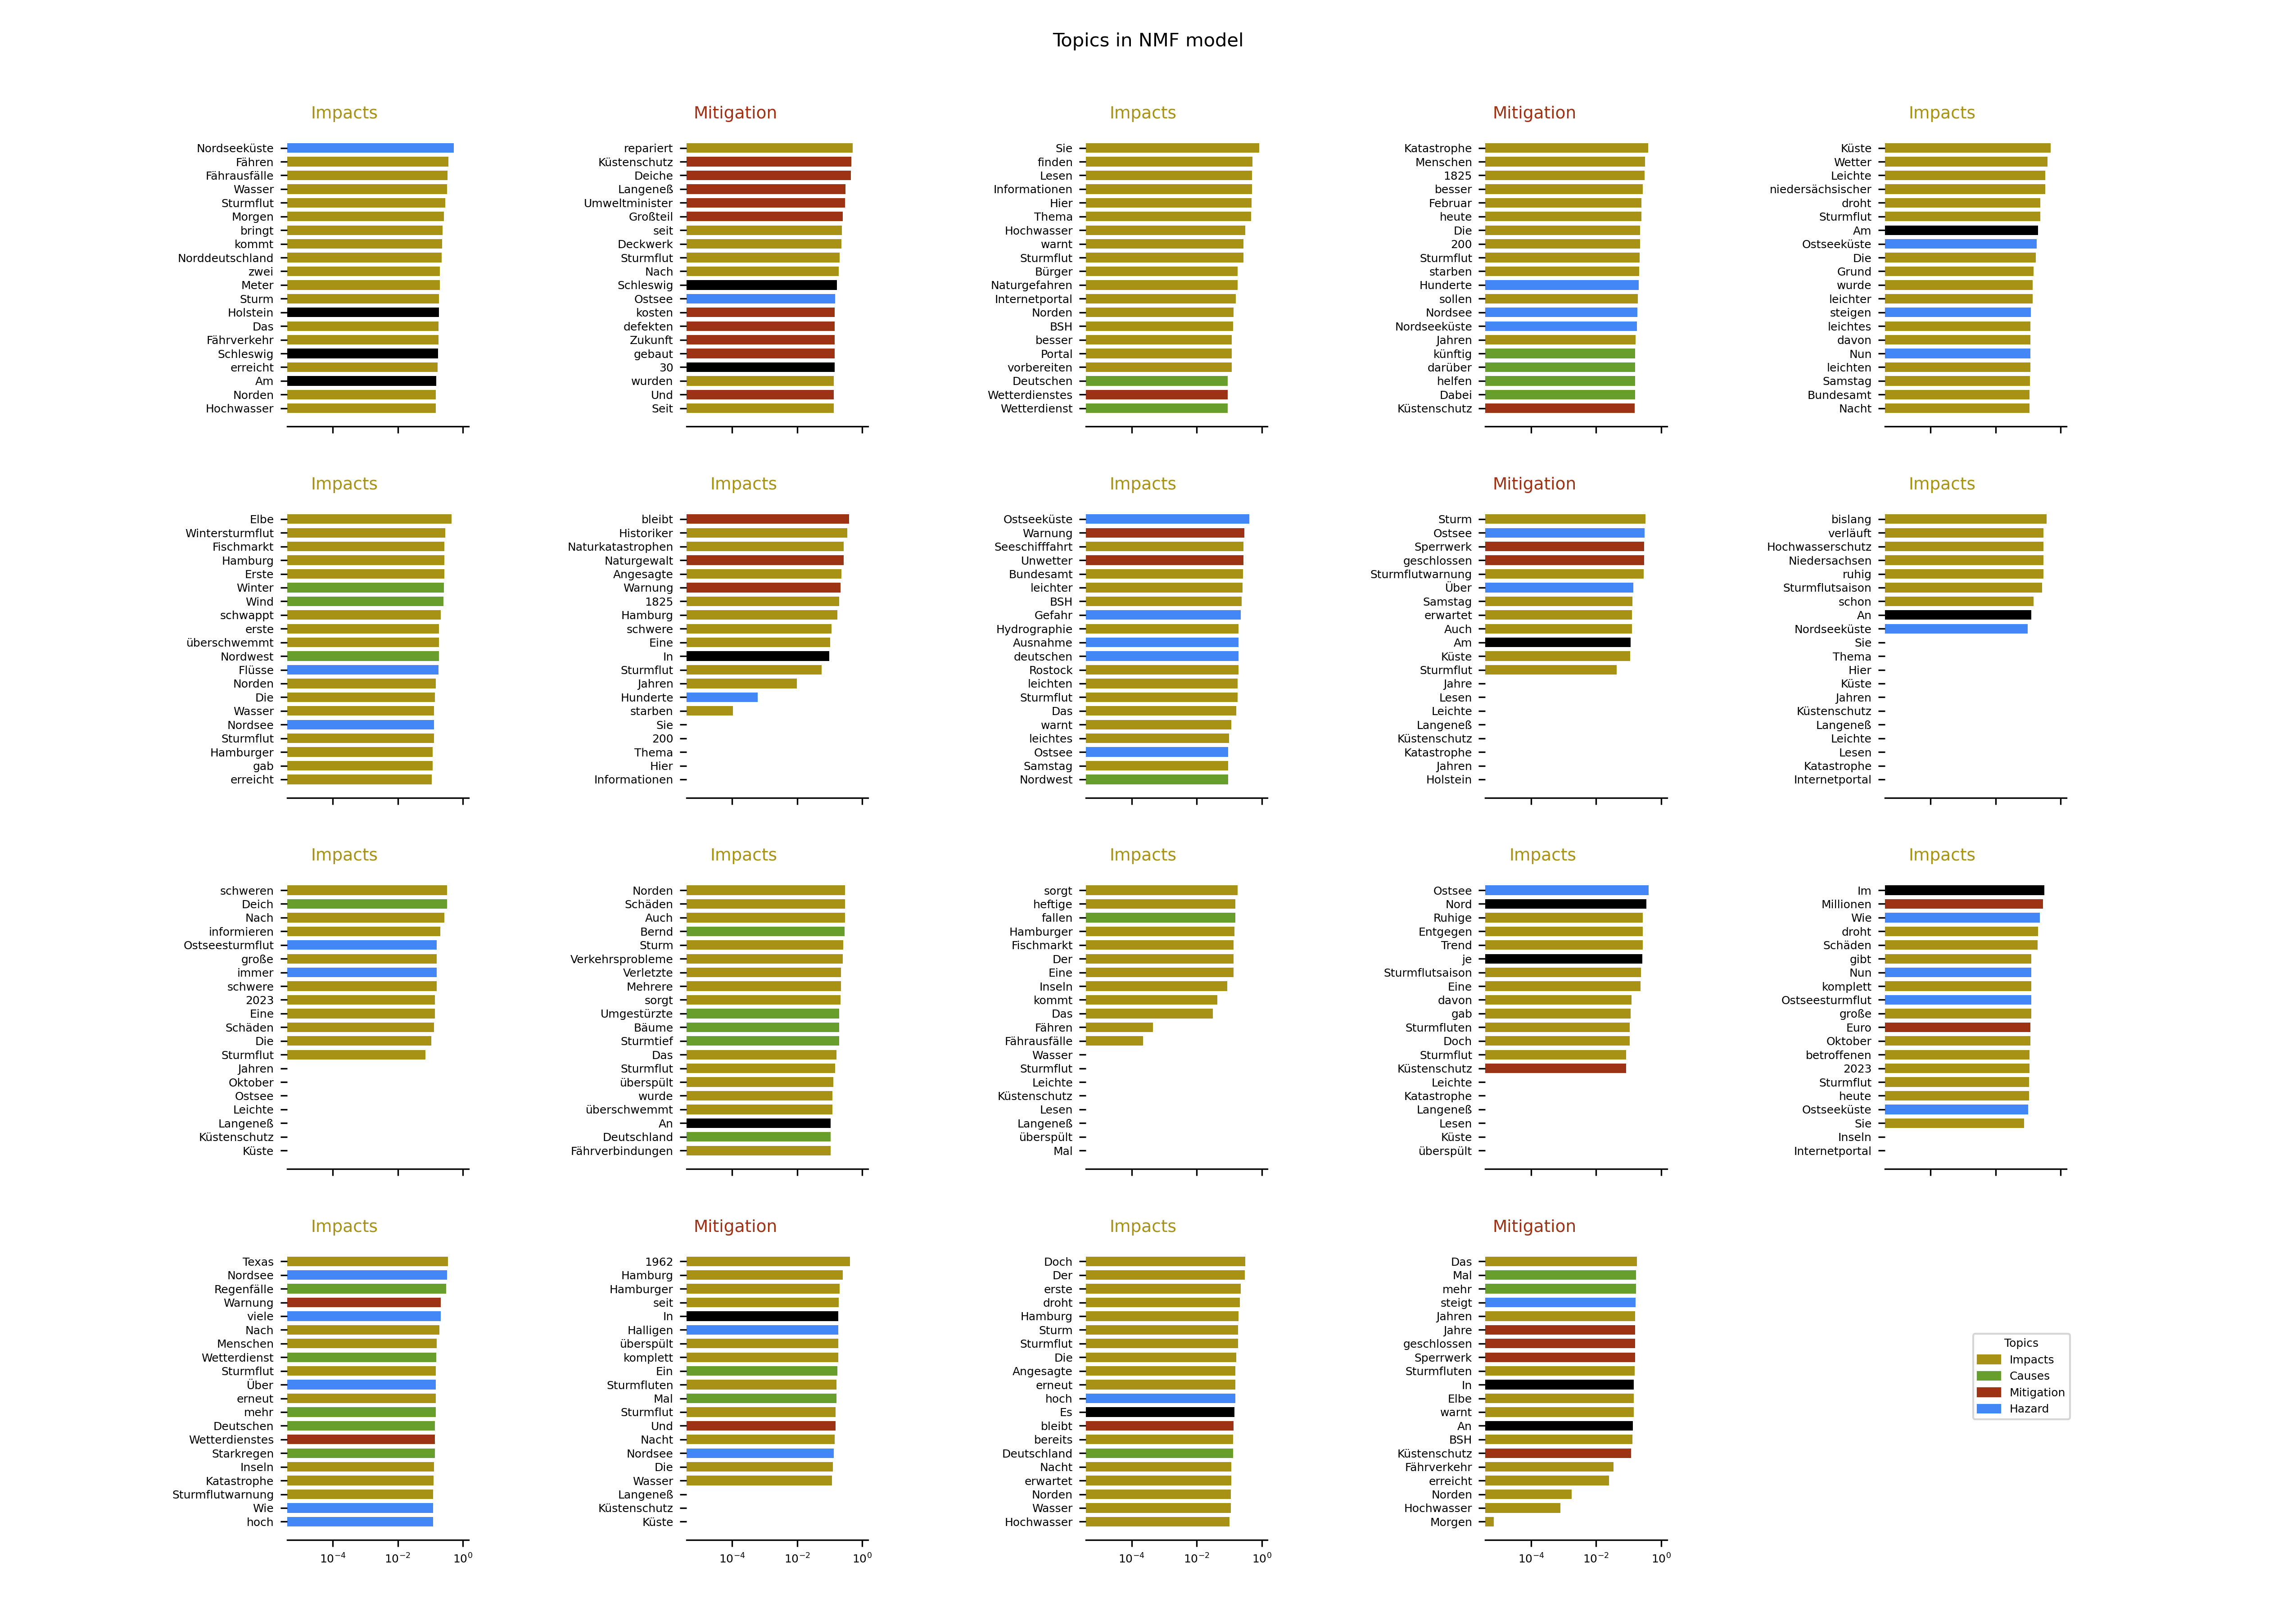 Topics in NMF model
Impacts
Nordseeküste
Fähren
Fährausfälle
Wasser
Sturmflut
Morgen
bringt
kommt
Norddeutschland
zwei
Meter
Sturm
Holstein
Das
Fährverkehr
Schleswig
erreicht
Am
Norden
Hochwasser
Mitigation
repariert
Küstenschutz
Deiche
Langeneß
Umweltminister
Großteil
seit
Deckwerk
Sturmflut
Nach
Schleswig
Ostsee
kosten
defekten
Zukunft
gebaut
30
wurden
Und
Seit
Impacts
Sie
finden
Lesen
Informationen
Hier
Thema
Hochwasser
warnt
Sturmflut
Bürger
Naturgefahren
Internetportal
Norden
BSH
besser
Portal
vorbereiten
Deutschen
Wetterdienstes
Wetterdienst
Mitigation
Katastrophe
Menschen
1825
besser
Februar
heute
Die
200
Sturmflut
starben
Hunderte
sollen
Nordsee
Nordseeküste
Jahren
künftig
darüber
helfen
Dabei
Küstenschutz
Impacts
Küste
Wetter
Leichte
niedersächsischer
droht
Sturmflut
Am
Ostseeküste
Die
Grund
wurde
leichter
steigen
leichtes
davon
Nun
leichten
Samstag
Bundesamt
Nacht
Impacts
Elbe
Wintersturmflut
Fischmarkt
Hamburg
Erste
Winter
Wind
schwappt
erste
überschwemmt
Nordwest
Flüsse
Norden
Die
Wasser
Nordsee
Sturmflut
Hamburger
gab
erreicht
Impacts
bleibt
Historiker
Naturkatastrophen
Naturgewalt
Angesagte
Warnung
1825
Hamburg
schwere
Eine
In
Sturmflut
Jahren
Hunderte
starben
Sie
200
Thema
Hier
Informationen
Impacts
Ostseeküste
Warnung
Seeschifffahrt
Unwetter
Bundesamt
leichter
BSH
Gefahr
Hydrographie
Ausnahme
deutschen
Rostock
leichten
Sturmflut
Das
warnt
leichtes
Ostsee
Samstag
Nordwest
Mitigation
Sturm
Ostsee
Sperrwerk
geschlossen
Sturmflutwarnung
Über
Samstag
erwartet
Auch
Am
Küste
Sturmflut
Jahre
Lesen
Leichte
Langeneß
Küstenschutz
Katastrophe
Jahren
Holstein
Impacts
bislang
verläuft
Hochwasserschutz
Niedersachsen
ruhig
Sturmflutsaison
schon
An
Nordseeküste
Sie
Thema
Hier
Küste
Jahren
Küstenschutz
Langeneß
Leichte
Lesen
Katastrophe
Internetportal
Impacts
schweren
Deich
Nach
informieren
Ostseesturmflut
große
immer
schwere
2023
Eine
Schäden
Die
Sturmflut
Jahren
Oktober
Ostsee
Leichte
Langeneß
Küstenschutz
Küste
Impacts
Norden
Schäden
Auch
Bernd
Sturm
Verkehrsprobleme
Verletzte
Mehrere
sorgt
Umgestürzte
Bäume
Sturmtief
Das
Sturmflut
überspült
wurde
überschwemmt
An
Deutschland
Fährverbindungen
Impacts
sorgt
heftige
fallen
Hamburger
Fischmarkt
Der
Eine
Inseln
kommt
Das
Fähren
Fährausfälle
Wasser
Sturmflut
Leichte
Küstenschutz
Lesen
Langeneß
überspült
Mal
Impacts
Ostsee
Nord
Ruhige
Entgegen
Trend
je
Sturmflutsaison
Eine
davon
gab
Sturmfluten
Doch
Sturmflut
Küstenschutz
Leichte
Katastrophe
Langeneß
Lesen
Küste
überspült
Impacts
Im
Millionen
Wie
droht
Schäden
gibt
Nun
komplett
Ostseesturmflut
große
Euro
Oktober
betroffenen
2023
Sturmflut
heute
Ostseeküste
Sie
Inseln
Internetportal
Impacts
Texas
Nordsee
Regenfälle
Warnung
viele
Nach
Menschen
Wetterdienst
Sturmflut
Über
erneut
mehr
Deutschen
Wetterdienstes
Starkregen
Inseln
Katastrophe
Sturmflutwarnung
Wie
hoch
10⁻⁴ 10⁻² 10⁰
Mitigation
1962
Hamburg
Hamburger
seit
In
Halligen
überspült
komplett
Ein
Sturmfluten
Mal
Sturmflut
Und
Nacht
Nordsee
Die
Wasser
Langeneß
Küstenschutz
Küste
10⁻⁴ 10⁻² 10⁰
Impacts
Doch
Der
erste
droht
Hamburg
Sturm
Sturmflut
Die
Angesagte
erneut
hoch
Es
bleibt
bereits
Deutschland
Nacht
erwartet
Norden
Wasser
Hochwasser
10⁻⁴ 10⁻² 10⁰
Mitigation
Das
Mal
mehr
steigt
Jahren
Jahre
geschlossen
Sperrwerk
Sturmfluten
In
Elbe
warnt
An
BSH
Küstenschutz
Fährverkehr
erreicht
Norden
Hochwasser
Morgen
10⁻⁴ 10⁻² 10⁰
Topics
Impacts
Causes
Mitigation
Hazard